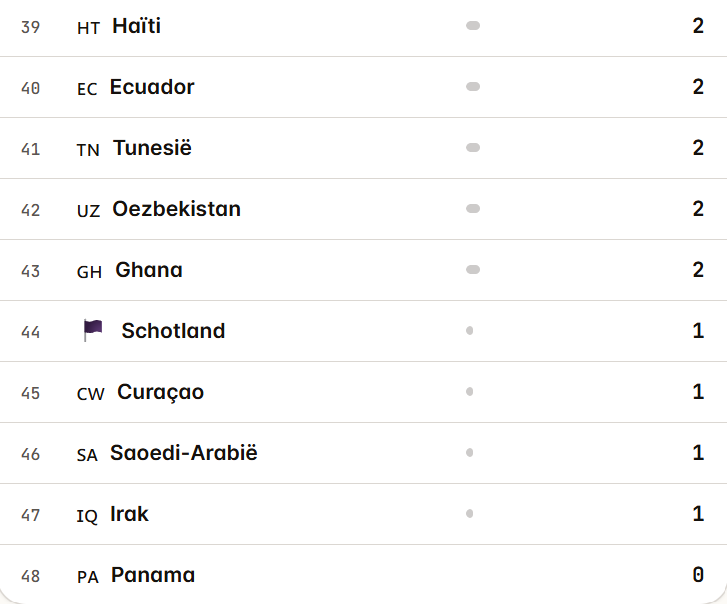 39 HT Haïti 2
40 EC Ecuador 2
41 TN Tunesië 2
42 UZ Oezbekistan 2
43 GH Ghana 2
44 Schotland 1
45 CW Curaçao 1
46 SA Saoedi-Arabië 1
47 IQ Irak 1
48 PA Panama 0